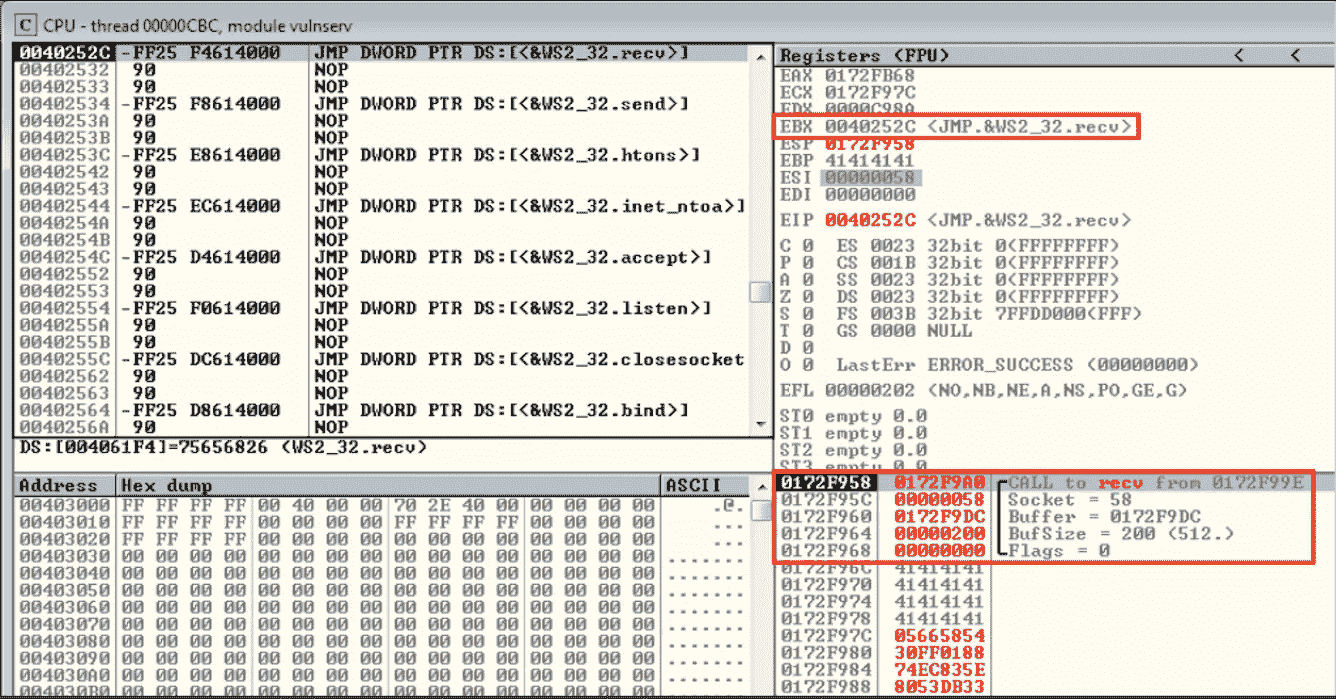 C CPU - thread 00000CBC, module vulnserv
0040252C -FF25 F4614000 JMP DWORD PTR DS:[<&WS2_32.recv>]
00402532 90 NOP
00402533 90 NOP
00402534 -FF25 F8614000 JMP DWORD PTR DS:[<&WS2_32.send>]
0040253A 90 NOP
0040253B 90 NOP
0040253C -FF25 E8614000 JMP DWORD PTR DS:[<&WS2_32.htons>]
00402542 90 NOP
00402543 90 NOP
00402544 -FF25 EC614000 JMP DWORD PTR DS:[<&WS2_32.inet_ntoa>]
0040254A 90 NOP
0040254B 90 NOP
0040254C -FF25 D4614000 JMP DWORD PTR DS:[<&WS2_32.accept>]
00402552 90 NOP
00402553 90 NOP
00402554 -FF25 F0614000 JMP DWORD PTR DS:[<&WS2_32.listen>]
0040255A 90 NOP
0040255B 90 NOP
0040255C -FF25 DC614000 JMP DWORD PTR DS:[<&WS2_32.closesocket
00402562 90 NOP
00402563 90 NOP
00402564 -FF25 D8614000 JMP DWORD PTR DS:[<&WS2_32.bind>]
0040256A 90 NOP
DS:[004061F4]=75656826 (WS2_32.recv)
Registers (FPU) < <
EAX 0172FB68
ECX 0172F97C
EDX 0000C98A
EBX 0040252C <JMP.&WS2_32.recv>
ESP 0172F958
EBP 41414141
ESI 00000058
EDI 00000000
EIP 0040252C <JMP.&WS2_32.recv>
C 0 ES 0023 32bit 0(FFFFFFFF)
P 0 CS 001B 32bit 0(FFFFFFFF)
A 0 SS 0023 32bit 0(FFFFFFFF)
Z 0 DS 0023 32bit 0(FFFFFFFF)
S 0 FS 003B 32bit 7FFDD000(FFF)
T 0 GS 0000 NULL
D 0
O 0 LastErr ERROR_SUCCESS (00000000)
EFL 00000202 (NO,NB,NE,A,NS,PO,GE,G)
ST0 empty 0.0
ST1 empty 0.0
ST2 empty 0.0
ST3 empty 0.0
Address Hex dump ASCII
00403000 FF FF FF FF 00 40 00 00 70 2E 40 00 00 00 00 00 .@.
00403010 FF FF FF FF 00 00 00 00 FF FF FF FF 00 00 00 00 ...
00403020 FF FF FF FF 00 00 00 00 00 00 00 00 00 00 00 00 ...
00403030 00 00 00 00 00 00 00 00 00 00 00 00 00 00 00 00 .......
00403040 00 00 00 00 00 00 00 00 00 00 00 00 00 00 00 00 .......
00403050 00 00 00 00 00 00 00 00 00 00 00 00 00 00 00 00 .......
00403060 00 00 00 00 00 00 00 00 00 00 00 00 00 00 00 00 .......
00403070 00 00 00 00 00 00 00 00 00 00 00 00 00 00 00 00 .......
00403080 00 00 00 00 00 00 00 00 00 00 00 00 00 00 00 00 .......
00403090 00 00 00 00 00 00 00 00 00 00 00 00 00 00 00 00 .......
004030A0 00 00 00 00 00 00 00 00 00 00 00 00 00 00 00 00 .......
004030B0 00 00 00 00 00 00 00 00 00 00 00 00 00 00 00 00 .......
0172F958 0172F9A0 CALL to recv from 0172F99E
0172F95C 00000058 Socket = 58
0172F960 0172F9DC Buffer = 0172F9DC
0172F964 00000200 BufSize = 200 (512.)
0172F968 00000000 Flags = 0
0172F96C 41414141
0172F970 41414141
0172F974 41414141
0172F978 41414141
0172F97C 05665854
0172F980 30FF0188
0172F984 74EC835E
0172F988 8053DB33